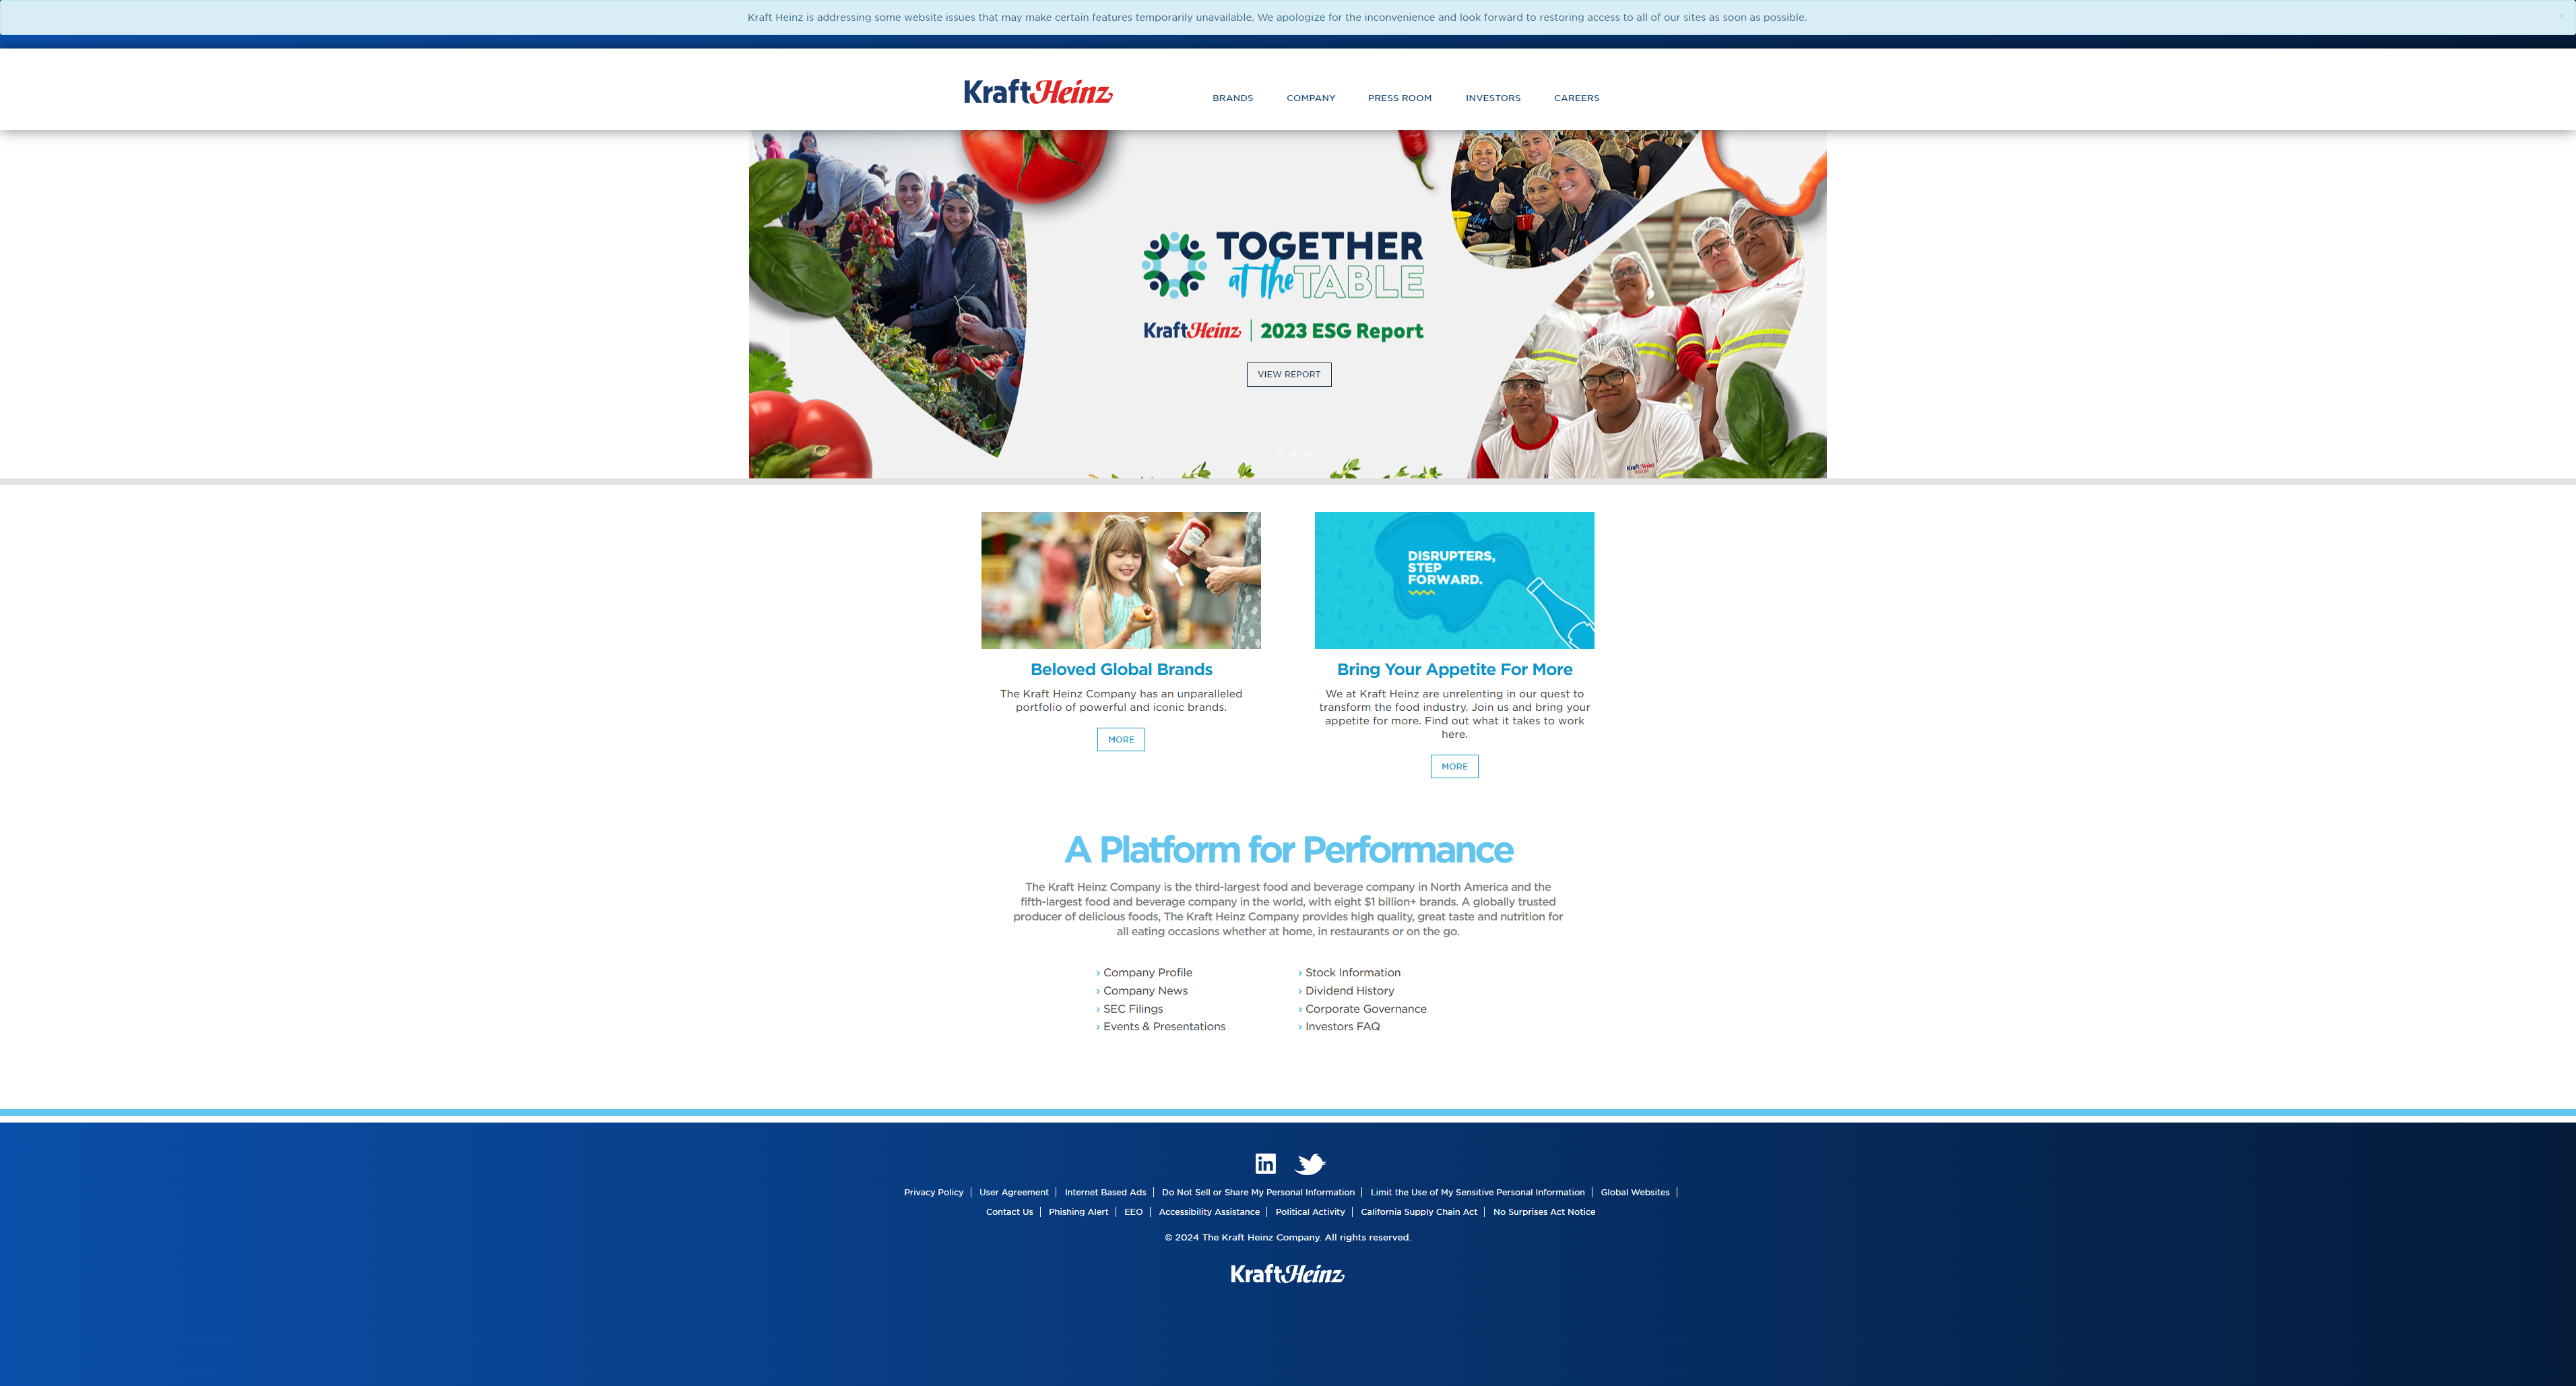 Kraft Heinz is addressing some website issues that may make certain features temporarily unavailable. We apologize for the inconvenience and look forward to restoring access to all of our sites as soon as possible.
×
KraftHeinz
BRANDS
COMPANY
PRESS ROOM
INVESTORS
CAREERS
TOGETHER
at the TABLE
KraftHeinz | 2023 ESG Report
VIEW REPORT
DISRUPTERS,
STEP
FORWARD.
Beloved Global Brands
The Kraft Heinz Company has an unparalleled
portfolio of powerful and iconic brands.
MORE
Bring Your Appetite For More
We at Kraft Heinz are unrelenting in our quest to
transform the food industry. Join us and bring your
appetite for more. Find out what it takes to work
here.
MORE
A Platform for Performance
The Kraft Heinz Company is the third-largest food and beverage company in North America and the
fifth-largest food and beverage company in the world, with eight $1 billion+ brands. A globally trusted
producer of delicious foods, The Kraft Heinz Company provides high quality, great taste and nutrition for
all eating occasions whether at home, in restaurants or on the go.
› Company Profile
› Company News
› SEC Filings
› Events & Presentations
› Stock Information
› Dividend History
› Corporate Governance
› Investors FAQ
in
Privacy Policy | User Agreement | Internet Based Ads | Do Not Sell or Share My Personal Information | Limit the Use of My Sensitive Personal Information | Global Websites |
Contact Us | Phishing Alert | EEO | Accessibility Assistance | Political Activity | California Supply Chain Act | No Surprises Act Notice
© 2024 The Kraft Heinz Company. All rights reserved.
KraftHeinz